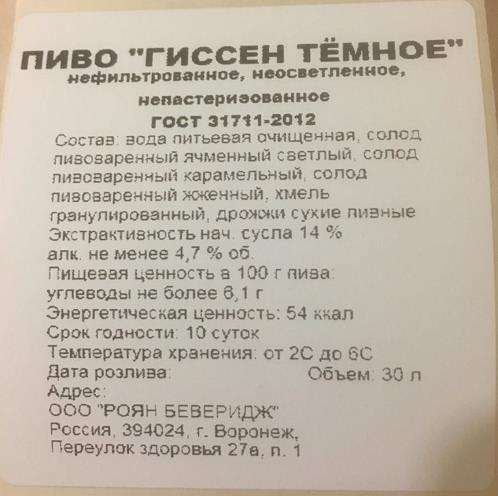 ПИВО "ГИССЕН ТЁМНОЕ"
нефильтрованное, неосветленное,
непастеризованное
ГОСТ 31711-2012
Состав: вода питьевая очищенная, солод
пивоваренный ячменный светлый, солод
пивоваренный карамельный, солод
пивоваренный жженный, хмель
гранулированный, дрожжи сухие пивные
Экстрактивность нач. сусла 14 %
алк. не менее 4,7 % об.
Пищевая ценность в 100 г пива:
углеводы не более 6,1 г
Энергетическая ценность: 54 ккал
Срок годности: 10 суток
Температура хранения: от 2С до 6С
Дата розлива: Объем: 30 л
Адрес:
ООО "РОЯН БЕВЕРИДЖ"
Россия, 394024, г. Воронеж,
Переулок здоровья 27а, п. 1